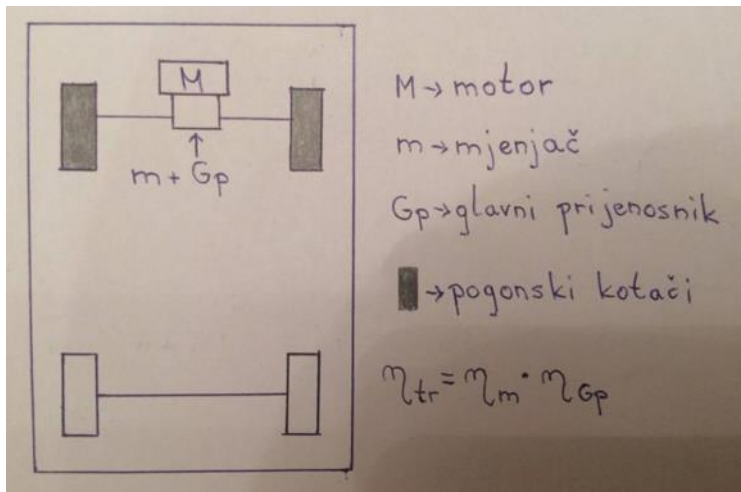 M
m + Gp
M → motor
m → mjenjač
Gp → glavni prijenosnik
→ pogonski kotači
ηtr = ηm · ηGp